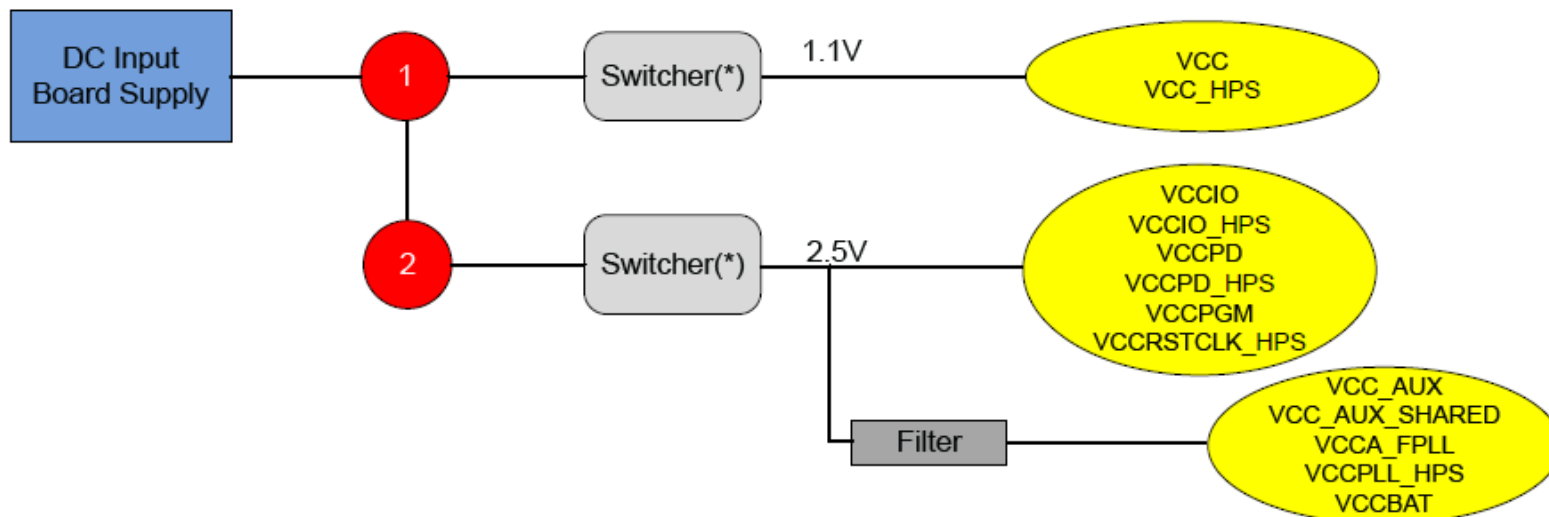 DC Input
Board Supply
1
Switcher(*)
1.1V
VCC
VCC_HPS
2
Switcher(*)
2.5V
VCCIO
VCCIO_HPS
VCCPD
VCCPD_HPS
VCCPGM
VCCRSTCLK_HPS
Filter
VCC_AUX
VCC_AUX_SHARED
VCCA_FPLL
VCCPLL_HPS
VCCBAT